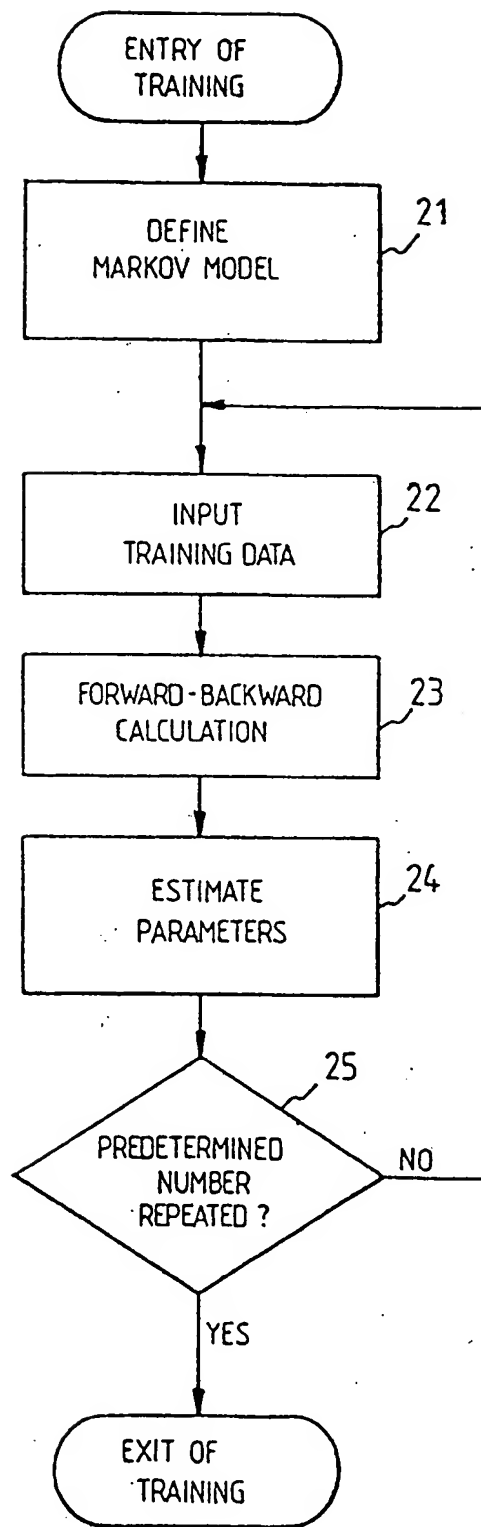 ENTRY OF
TRAINING
21
DEFINE
MARKOV MODEL
22
INPUT
TRAINING DATA
23
FORWARD-BACKWARD
CALCULATION
24
ESTIMATE
PARAMETERS
25
PREDETERMINED
NUMBER
REPEATED ?
NO
YES
EXIT OF
TRAINING